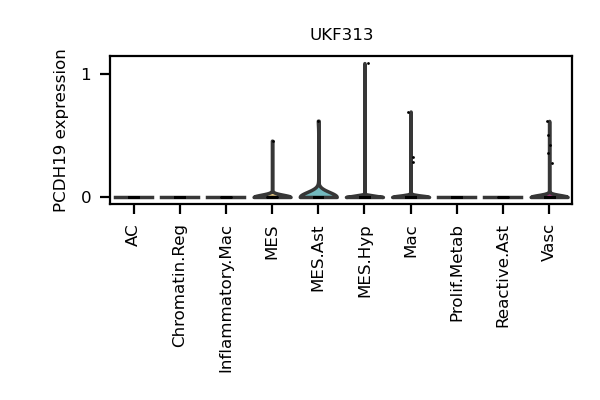 UKF313
PCDH19 expression
1
0
AC
Chromatin.Reg
Inflammatory.Mac
MES
MES.Ast
MES.Hyp
Mac
Prolif.Metab
Reactive.Ast
Vasc